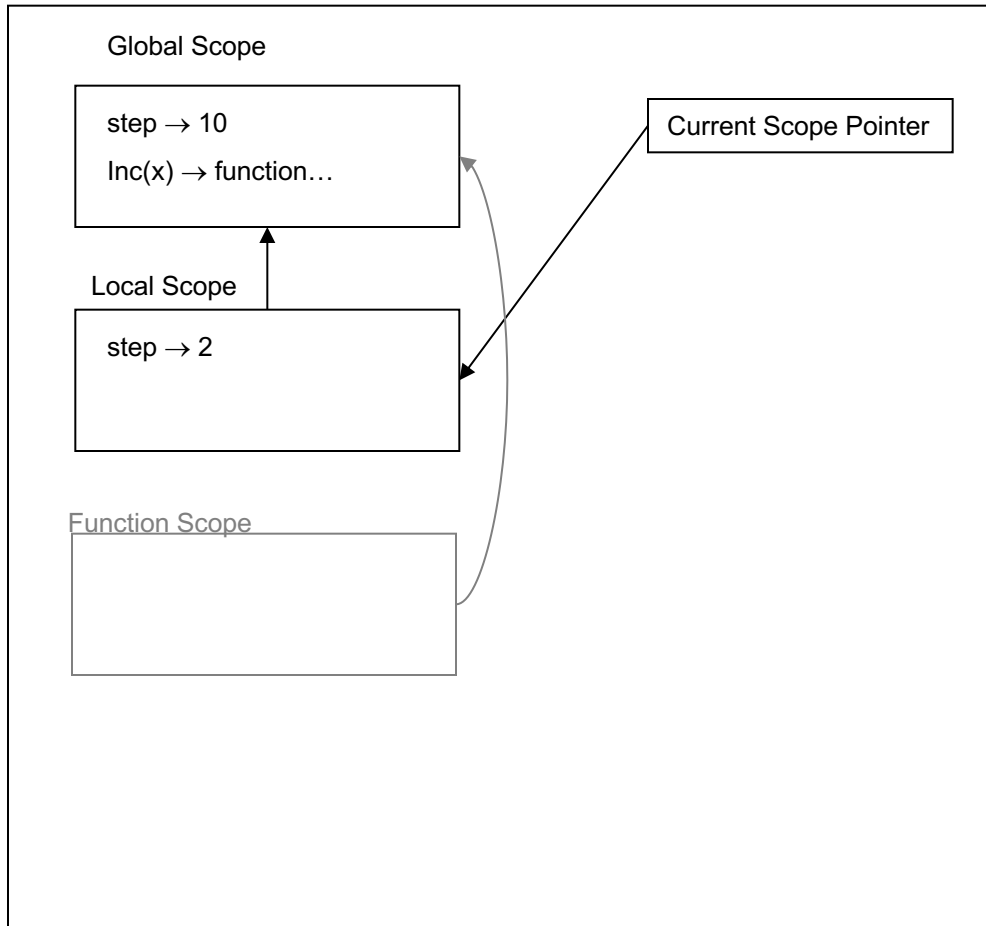 Global Scope
step → 10
Inc(x) → function…
Current Scope Pointer
Local Scope
step → 2
Function Scope